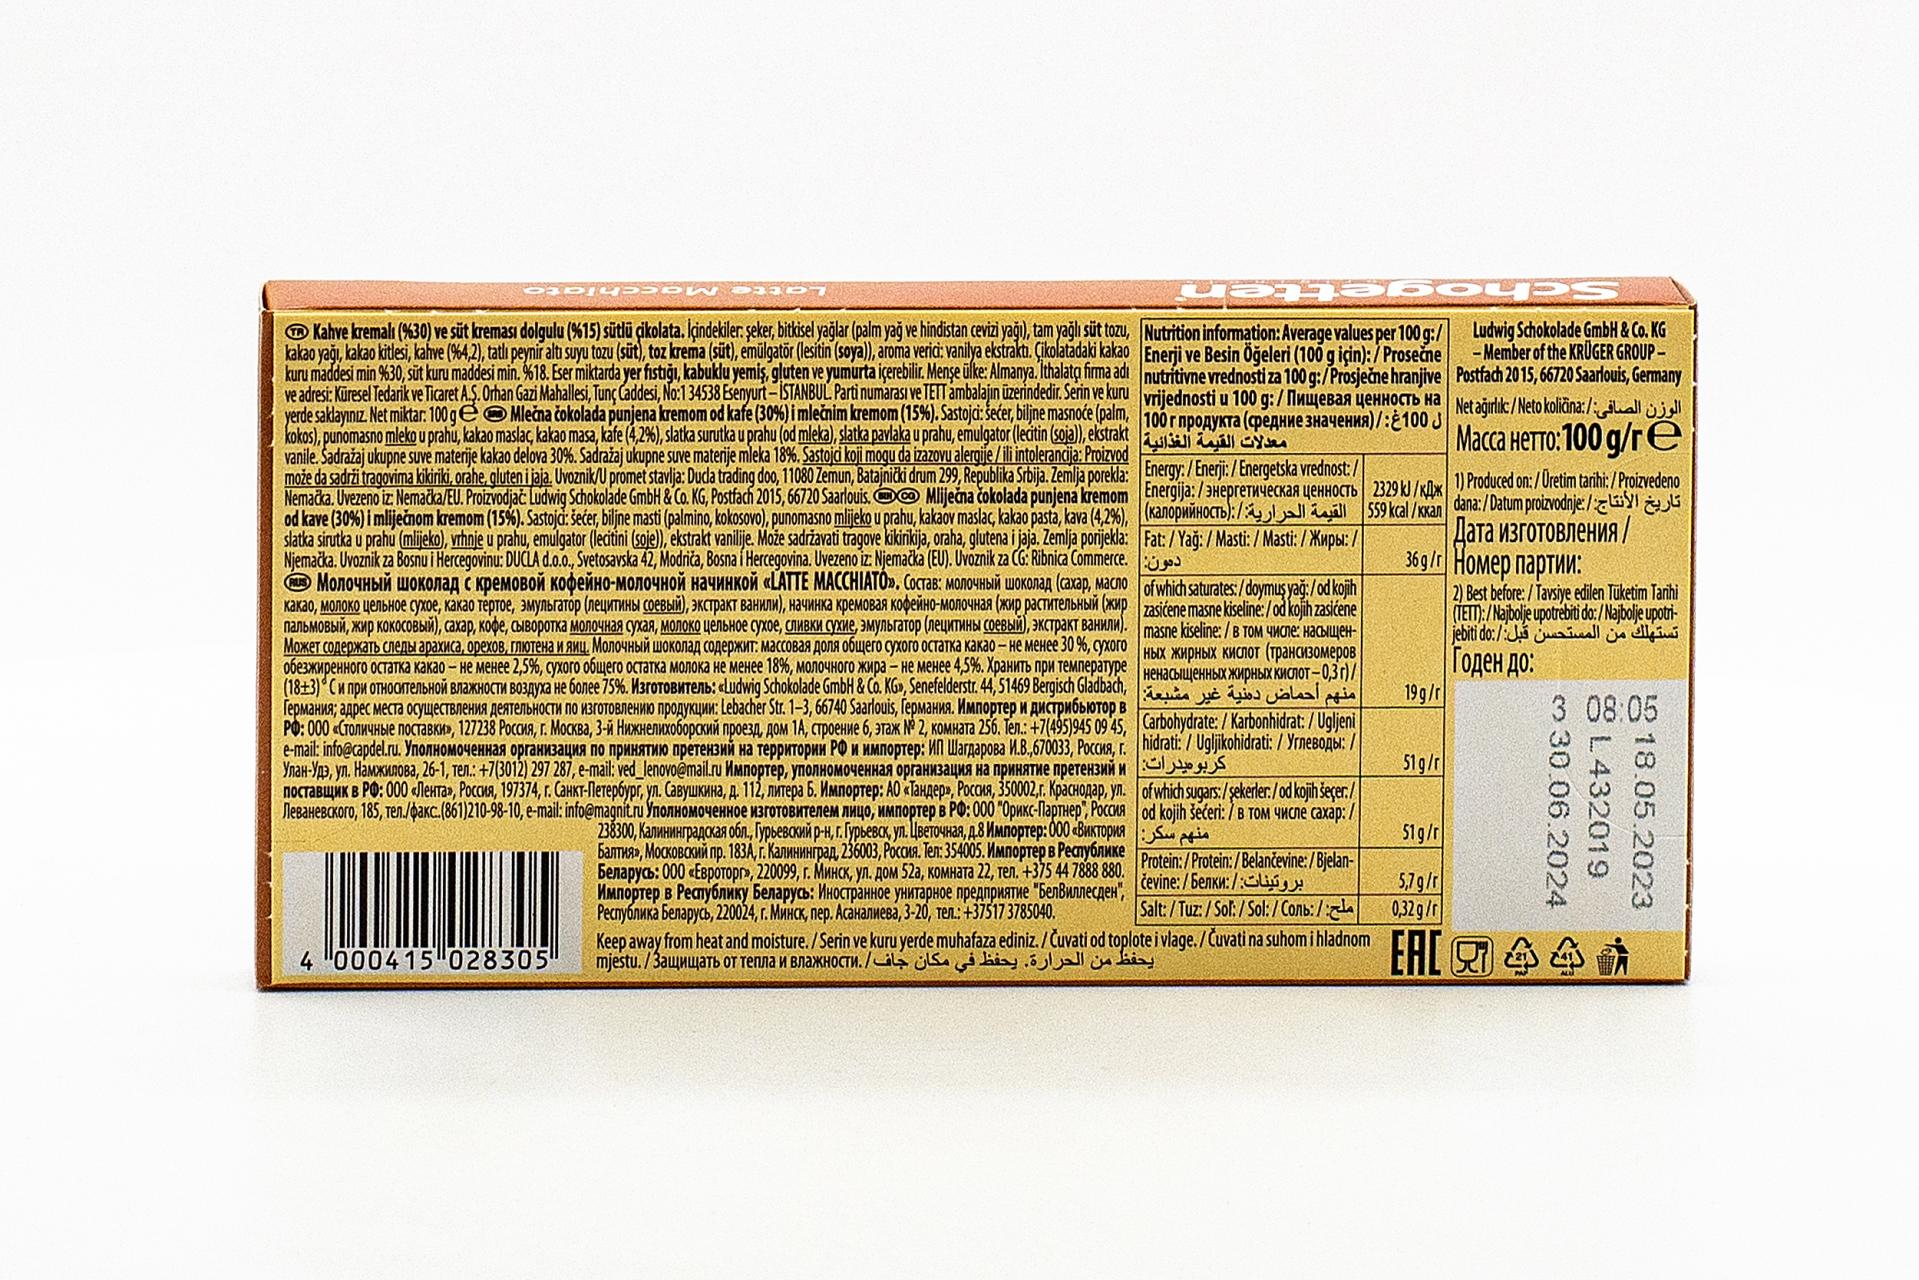 Schogetten
Latte Macchiato
TR Kahve kremalı (%30) ve süt kreması dolgulu (%15) sütlü çikolata. İçindekiler: şeker, bitkisel yağlar (palm yağ ve hindistan cevizi yağı), tam yağlı süt tozu,
kakao yağı, kakao kitlesi, kahve (%4,2), tatlı peynir altı suyu tozu (süt), toz krema (süt), emülgatör (lesitin (soya)), aroma verici: vanilya ekstraktı. Çikolatadaki kakao
kuru maddesi min %30, süt kuru maddesi min. %18. Eser miktarda yer fıstığı, kabuklu yemiş, gluten ve yumurta içerebilir. Menşe ülke: Almanya. İthalatçı firma adı
ve adresi: Küresel Tedarik ve Ticaret A.Ş. Orhan Gazi Mahallesi, Tunç Caddesi, No:1 34538 Esenyurt – İSTANBUL. Parti numarası ve TETT ambalajın üzerindedir. Serin ve kuru
yerde saklayınız. Net miktar: 100 g ℮ SRB Mlečna čokolada punjena kremom od kafe (30%) i mlečnim kremom (15%). Sastojci: šećer, biljne masnoće (palm,
kokos), punomasno mleko u prahu, kakao maslac, kakao masa, kafe (4,2%), slatka surutka u prahu (od mleka), slatka pavlaka u prahu, emulgator (lecitin (soja)), ekstrakt
vanile. Sadražaj ukupne suve materije kakao delova 30%. Sadražaj ukupne suve materije mleka 18%. Sastojci koji mogu da izazovu alergije / ili intolerancija: Proizvod
može da sadrži tragovima kikiriki, orahe, gluten i jaja. Uvoznik/U promet stavlja: Ducla trading doo, 11080 Zemun, Batajnički drum 299, Republika Srbija. Zemlja porekla:
Nemačka. Uvezeno iz: Nemačka/EU. Proizvodjač: Ludwig Schokolade GmbH & Co. KG, Postfach 2015, 66720 Saarlouis. BIH CG Mliječna čokolada punjena kremom
od kave (30%) i mliječnom kremom (15%). Sastojci: šećer, biljne masti (palmino, kokosovo), punomasno mlijeko u prahu, kakaov maslac, kakao pasta, kava (4,2%),
slatka sirutka u prahu (mlijeko), vrhnje u prahu, emulgator (lecitini (soje)), ekstrakt vanilije. Može sadržavati tragove kikirikija, oraha, glutena i jaja. Zemlja porijekla:
Njemačka. Uvoznik za Bosnu i Hercegovinu: DUCLA d.o.o., Svetosavska 42, Modriča, Bosna i Hercegovina. Uvezeno iz: Njemačka (EU). Uvoznik za CG: Ribnica Commerce.
RUS Молочный шоколад с кремовой кофейно-молочной начинкой «LATTE MACCHIATO». Состав: молочный шоколад (сахар, масло
какао, молоко цельное сухое, какао тертое, эмульгатор (лецитины соевый), экстракт ванили), начинка кремовая кофейно-молочная (жир растительный (жир
пальмовый, жир кокосовый), сахар, кофе, сыворотка молочная сухая, молоко цельное сухое, сливки сухие, эмульгатор (лецитины соевый), экстракт ванили).
Может содержать следы арахиса, орехов, глютена и яиц. Молочный шоколад содержит: массовая доля общего сухого остатка какао – не менее 30 %, сухого
обезжиренного остатка какао – не менее 2,5%, сухого общего остатка молока не менее 18%, молочного жира – не менее 4,5%. Хранить при температуре
(18±3)°С и при относительной влажности воздуха не более 75%. Изготовитель: «Ludwig Schokolade GmbH & Co. KG», Senefelderstr. 44, 51469 Bergisch Gladbach,
Германия; адрес места осуществления деятельности по изготовлению продукции: Lebacher Str. 1–3, 66740 Saarlouis, Германия. Импортер и дистрибьютор в
РФ: ООО «Столичные поставки», 127238 Россия, г. Москва, 3-й Нижнелихоборский проезд, дом 1А, строение 6, этаж № 2, комната 256. Тел.: +7(495)945 09 45,
e-mail: info@capdel.ru. Уполномоченная организация по принятию претензий на территории РФ и импортер: ИП Шагдарова И.В.,670033, Россия, г.
Улан-Удэ, ул. Намжилова, 26-1, тел.: +7(3012) 297 287, e-mail: ved_lenovo@mail.ru Импортер, уполномоченная организация на принятие претензий и
поставщик в РФ: ООО «Лента», Россия, 197374, г. Санкт-Петербург, ул. Савушкина, д. 112, литера Б. Импортер: АО «Тандер», Россия, 350002,г. Краснодар, ул.
Леваневского, 185, тел./факс.(861)210-98-10, e-mail: info@magnit.ru Уполномоченное изготовителем лицо, импортер в РФ: ООО "Орикс-Партнер", Россия
238300, Калининградская обл., Гурьевский р-н, г. Гурьевск, ул. Цветочная, д.8 Импортер: ООО «Виктория
Балтия», Московский пр. 183А, г. Калининград, 236003, Россия. Тел: 354005. Импортер в Республике
Беларусь: ООО «Евроторг», 220099, г. Минск, ул. дом 52а, комната 22, тел. +375 44 7888 880.
Импортер в Республику Беларусь: Иностранное унитарное предприятие "БелВиллесден",
Республика Беларусь, 220024, г. Минск, пер. Асаналиева, 3-20, тел.: +37517 3785040.
Keep away from heat and moisture. / Serin ve kuru yerde muhafaza ediniz. / Čuvati od toplote i vlage. / Čuvati na suhom i hladnom
mjestu. / Защищать от тепла и влажности. / يحفظ من الحرارة. يحفظ في مكان جاف
4 000415 028305
Nutrition information: Average values per 100 g: /
Enerji ve Besin Öğeleri (100 g için): / Prosečne
nutritivne vrednosti za 100 g: / Prosječne hranjive
vrijednosti u 100 g: / Пищевая ценность на
100 г продукта (средние значения) / :ل 100غ
معدلات القيمة الغذائية
Energy: / Enerji: / Energetska vrednost: /
Energija: / энергетическая ценность
(калорийность): / القيمة الحرارية:
2329 kJ / кДж
559 kcal /ккал
Fat: / Yağ: / Masti: / Masti: / Жиры: /
دهون:
36 g/г
of which saturates: / doymuş yağ: / od kojih
zasićene masne kiseline: / od kojih zasićene
masne kiseline: / в том числе: насыщен-
ных жирных кислот (трансизомеров
ненасыщенных жирных кислот – 0,3 г) /
منهم أحماض دهنية غير مشبعة:
19 g/г
Carbohydrate: / Karbonhidrat: / Ugljeni
hidrati: / Ugljikohidrati: / Углеводы: /
كربوهيدرات:
51 g/г
of which sugars: / şekerler: / od kojih šećer: /
od kojih šećeri: / в том числе сахар: /
منهم سكر:
51 g/г
Protein: / Protein: / Belančevine: / Bjelan-
čevine: / Белки: / بروتينات:
5,7 g/г
Salt: / Tuz: / Soľ: / Sol: / Соль: / ملح:
0,32 g/г
Ludwig Schokolade GmbH & Co. KG
– Member of the KRÜGER GROUP –
Postfach 2015, 66720 Saarlouis, Germany
Net ağırlık: / Neto količina: / الوزن الصافي:
Масса нетто: 100 g/г ℮
1) Produced on: / Üretim tarihi: / Proizvedeno
dana: / Datum proizvodnje: / تاريخ الأنتاج:
Дата изготовления /
Номер партии:
2) Best before: / Tavsiye edilen Tüketim Tarihi
(TETT): / Najbolje upotrebiti do: / Najbolje upotri-
jebiti do: / تستهلك من المستحسن قبل:
Годен до:
08:05 18.05.2023
L 432019
3 30.06.2024
EAC
21
PAP
41
ALU